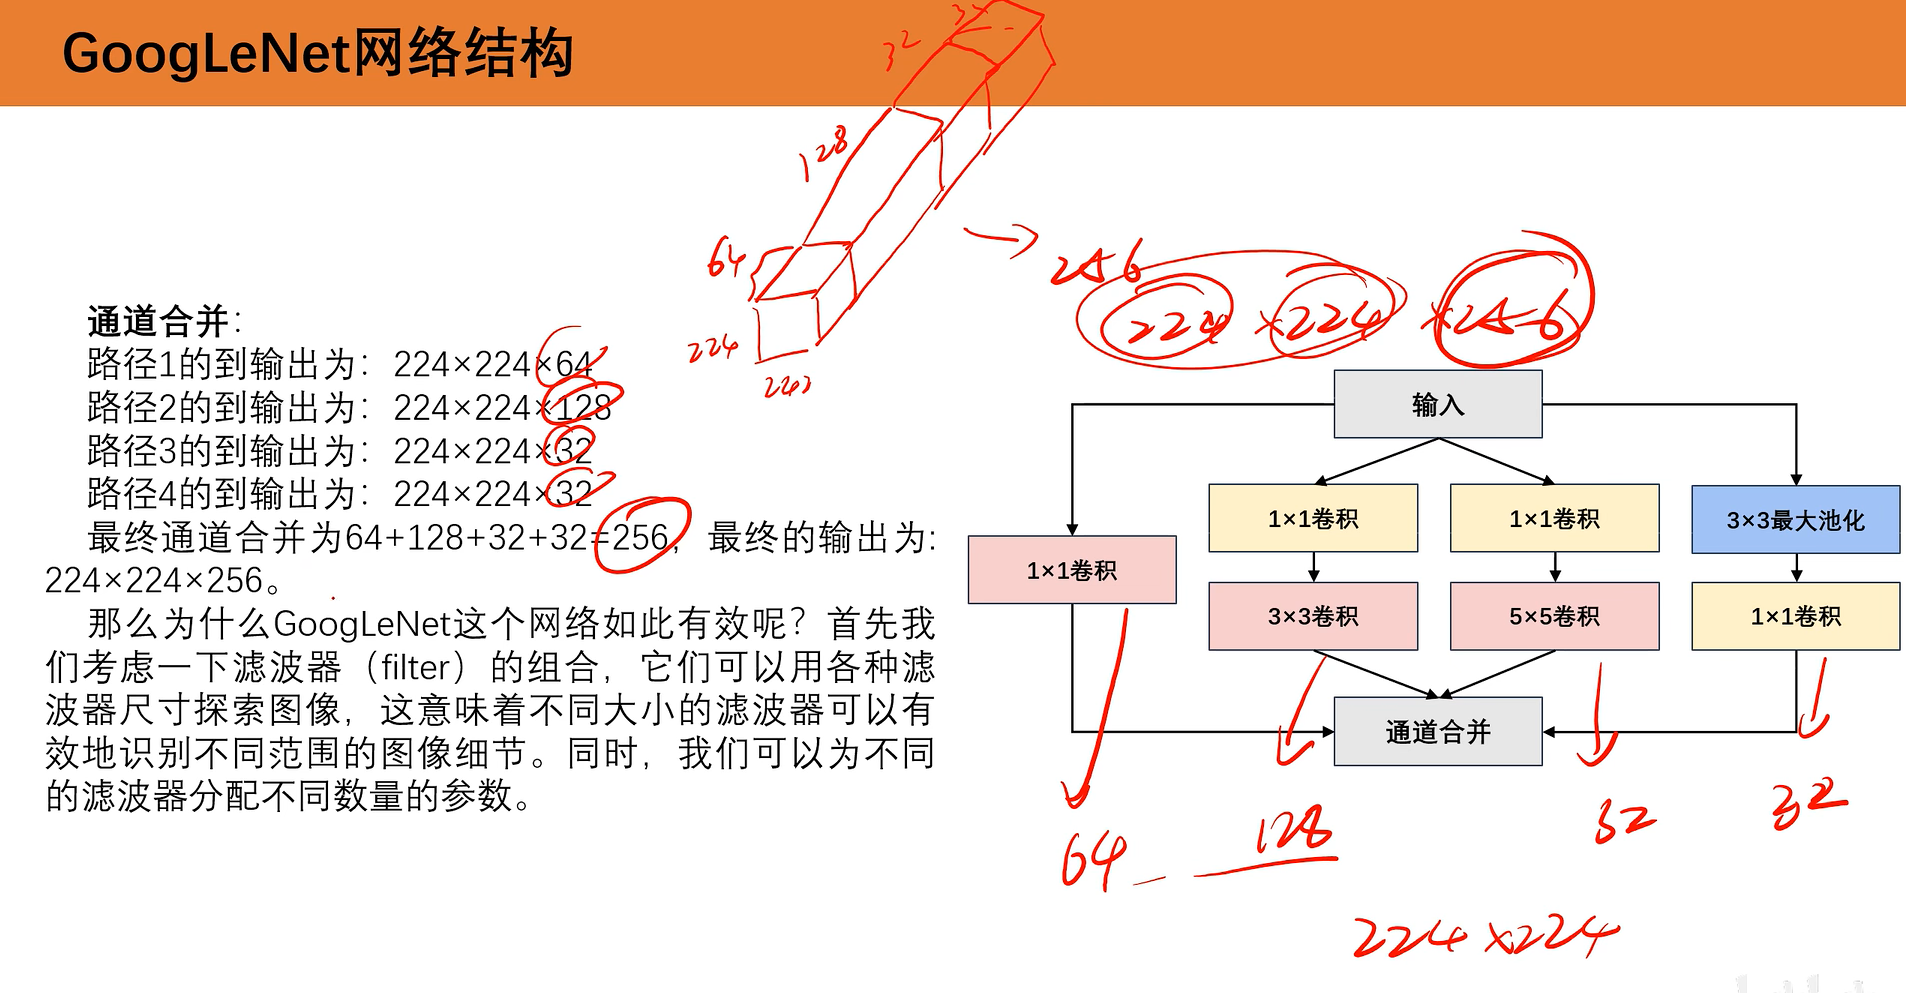 GoogLeNet网络结构
32
32
128
64
224
224
256
224×224×256
通道合并：
路径1的到输出为：224×224×64
路径2的到输出为：224×224×128
路径3的到输出为：224×224×32
路径4的到输出为：224×224×32
最终通道合并为64+128+32+32=256，最终的输出为:
224×224×256。
那么为什么GoogLeNet这个网络如此有效呢？首先我
们考虑一下滤波器（filter）的组合，它们可以用各种滤
波器尺寸探索图像，这意味着不同大小的滤波器可以有
效地识别不同范围的图像细节。同时，我们可以为不同
的滤波器分配不同数量的参数。
输入
1×1卷积
1×1卷积
3×3最大池化
1×1卷积
3×3卷积
5×5卷积
1×1卷积
通道合并
64
128
32
32
224×224